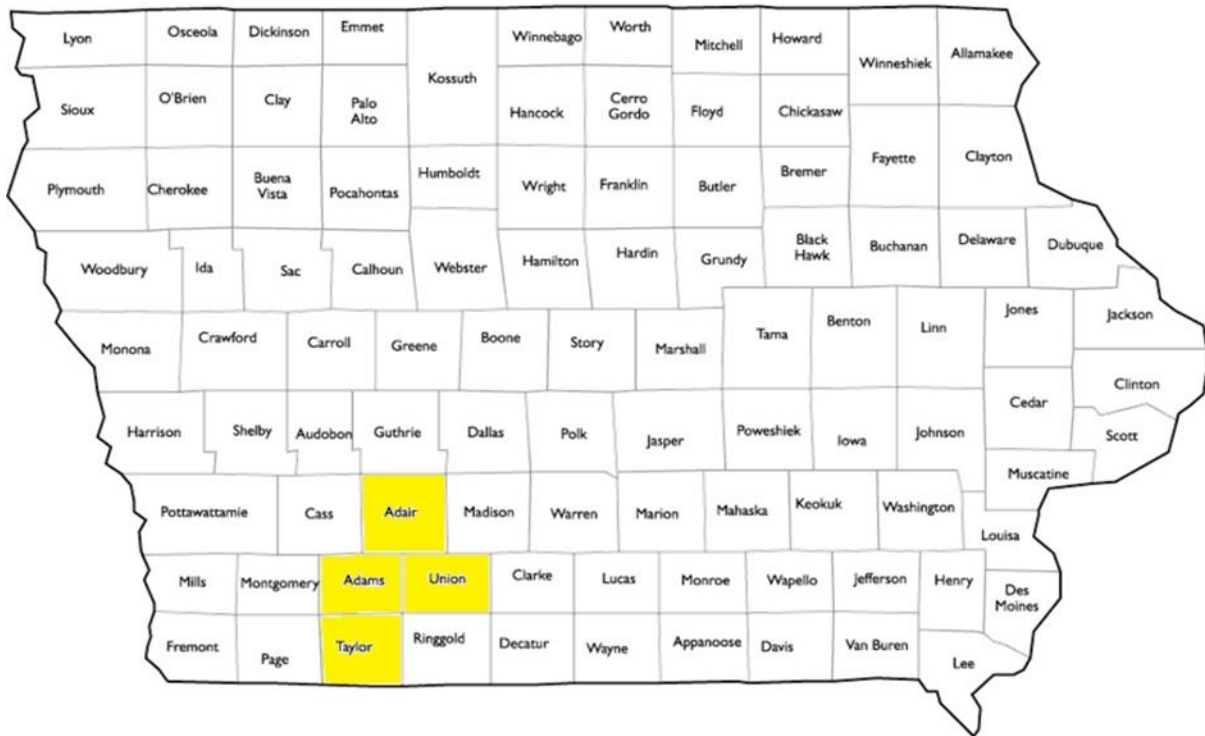 Lyon
Osceola
Dickinson
Emmet
Kossuth
Winnebago
Worth
Mitchell
Howard
Winneshiek
Allamakee
Sioux
O'Brien
Clay
Palo
Alto
Hancock
Cerro
Gordo
Floyd
Chickasaw
Fayette
Clayton
Plymouth
Cherokee
Buena
Vista
Pocahontas
Humboldt
Wright
Franklin
Butler
Bremer
Woodbury
Ida
Sac
Calhoun
Webster
Hamilton
Hardin
Grundy
Black
Hawk
Buchanan
Delaware
Dubuque
Monona
Crawford
Carroll
Greene
Boone
Story
Marshall
Tama
Benton
Linn
Jones
Jackson
Clinton
Harrison
Shelby
Audobon
Guthrie
Dallas
Polk
Jasper
Poweshiek
Iowa
Johnson
Cedar
Scott
Muscatine
Pottawattamie
Cass
Adair
Madison
Warren
Marion
Mahaska
Keokuk
Washington
Louisa
Mills
Montgomery
Adams
Union
Clarke
Lucas
Monroe
Wapello
Jefferson
Henry
Des
Moines
Fremont
Page
Taylor
Ringgold
Decatur
Wayne
Appanoose
Davis
Van Buren
Lee